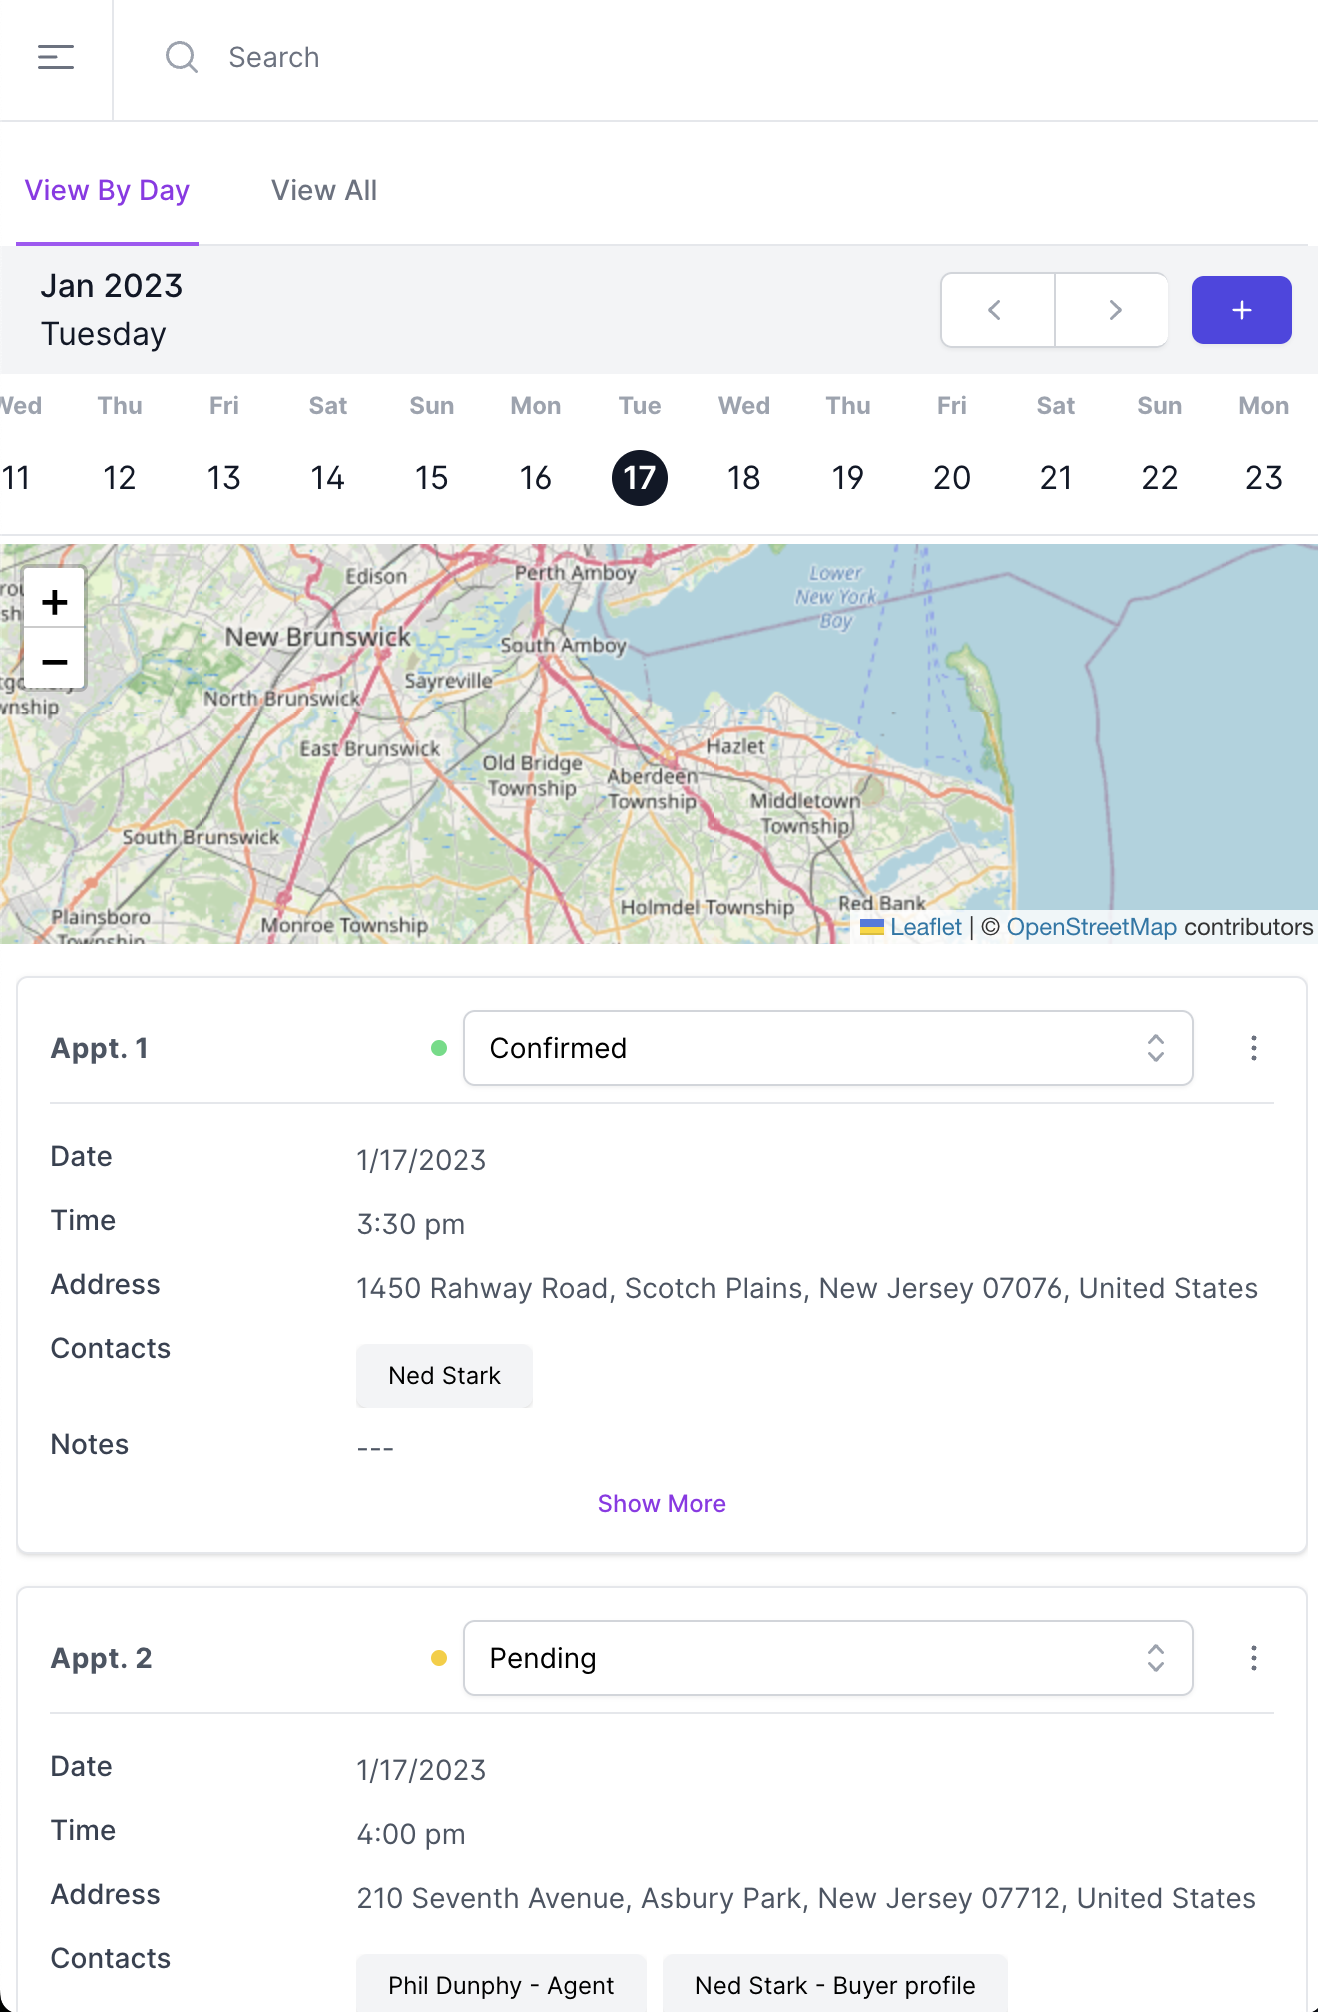 Search
View By Day View All
Jan 2023
Tuesday
+
Wed Thu Fri Sat Sun Mon Tue Wed Thu Fri Sat Sun Mon
11 12 13 14 15 16 17 18 19 20 21 22 23
+
−
Edison
Perth Amboy
Lower
New York
Bay
New Brunswick
South Amboy
Sayreville
North Brunswick
East Brunswick
Hazlet
Old Bridge
Township
Aberdeen
Township
Middletown
Township
South Brunswick
Holmdel Township
Red Bank
Plainsboro
Township
Monroe Township
Leaflet | © OpenStreetMap contributors
Appt. 1 Confirmed
Date 1/17/2023
Time 3:30 pm
Address 1450 Rahway Road, Scotch Plains, New Jersey 07076, United States
Contacts Ned Stark
Notes ---
Show More
Appt. 2 Pending
Date 1/17/2023
Time 4:00 pm
Address 210 Seventh Avenue, Asbury Park, New Jersey 07712, United States
Contacts Phil Dunphy - Agent Ned Stark - Buyer profile